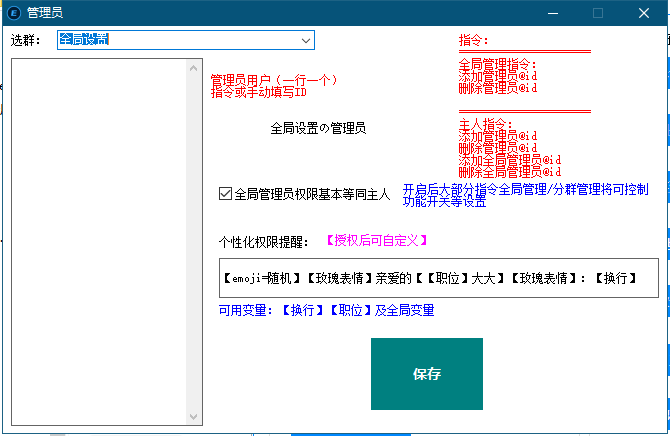 管理员
选群：
全局设置
指令：
══════════════
全局管理指令：
添加管理员@id
删除管理员@id
══════════════
主人指令：
添加管理员@id
删除管理员@id
添加全局管理员@id
删除全局管理员@id
管理员用户（一行一个）
指令或手动填写ID
全局设置の管理员
全局管理员权限基本等同主人
开启后大部分指令全局管理/分群管理将可控制
功能开关等设置
个性化权限提醒：
【授权后可自定义】
【emoji=随机】【玫瑰表情】亲爱的【【职位】大大】【玫瑰表情】：【换行】
可用变量：【换行】【职位】及全局变量
保存